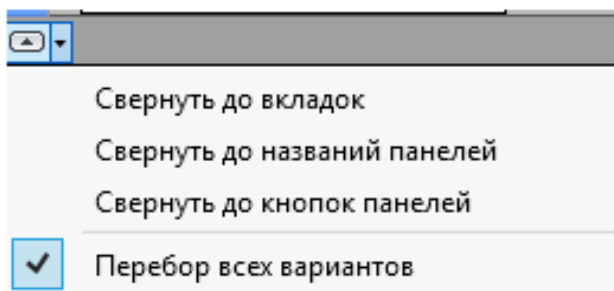 Свернуть до вкладок
Свернуть до названий панелей
Свернуть до кнопок панелей
Перебор всех вариантов